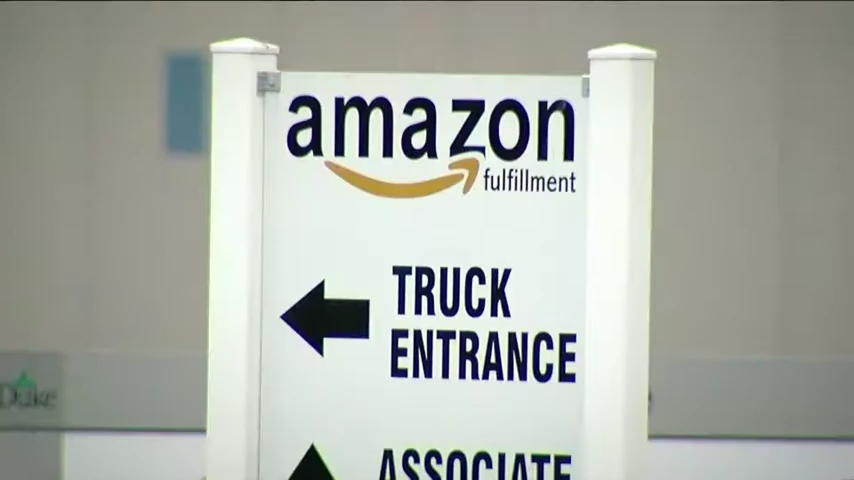 amazon
fulfillment
TRUCK
ENTRANCE
ASSOCIATE
Duke